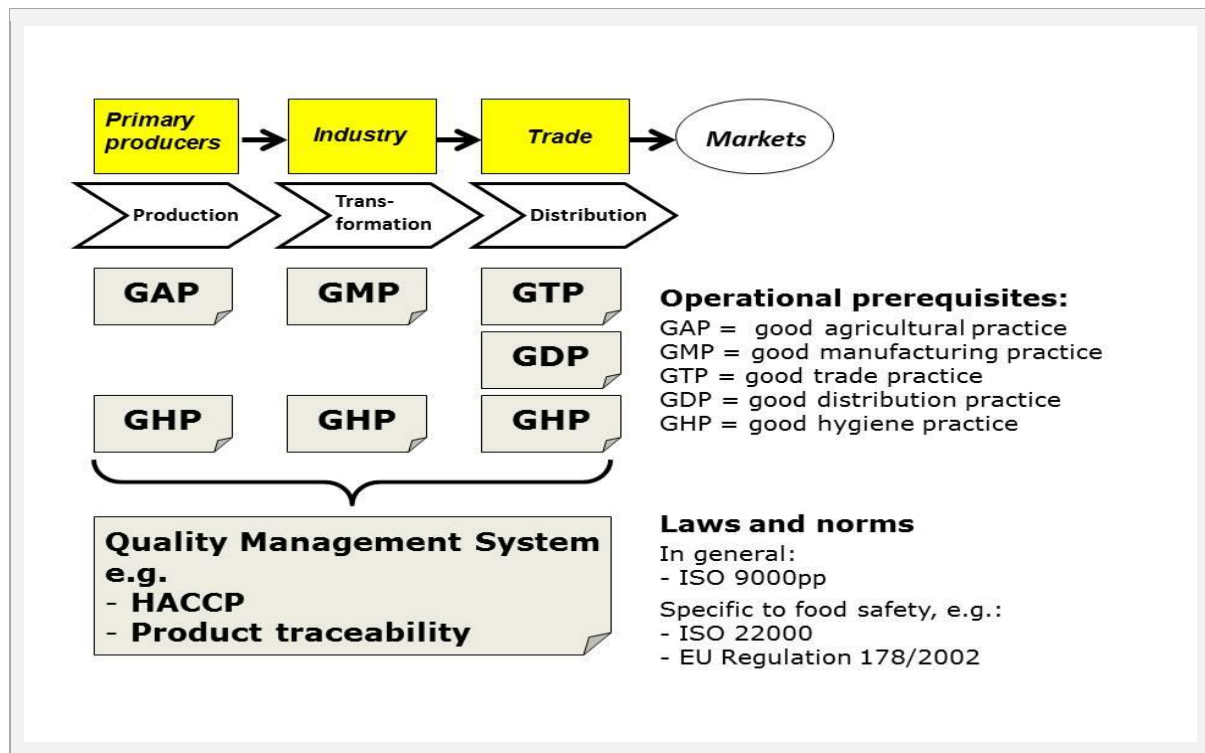 Primary
producers
Industry
Trade
Markets
Production
Trans-
formation
Distribution
GAP
GMP
GTP
GDP
GHP
GHP
GHP
Operational prerequisites:
GAP = good agricultural practice
GMP = good manufacturing practice
GTP = good trade practice
GDP = good distribution practice
GHP = good hygiene practice
Quality Management System
e.g.
- HACCP
- Product traceability
Laws and norms
In general:
- ISO 9000pp
Specific to food safety, e.g.:
- ISO 22000
- EU Regulation 178/2002